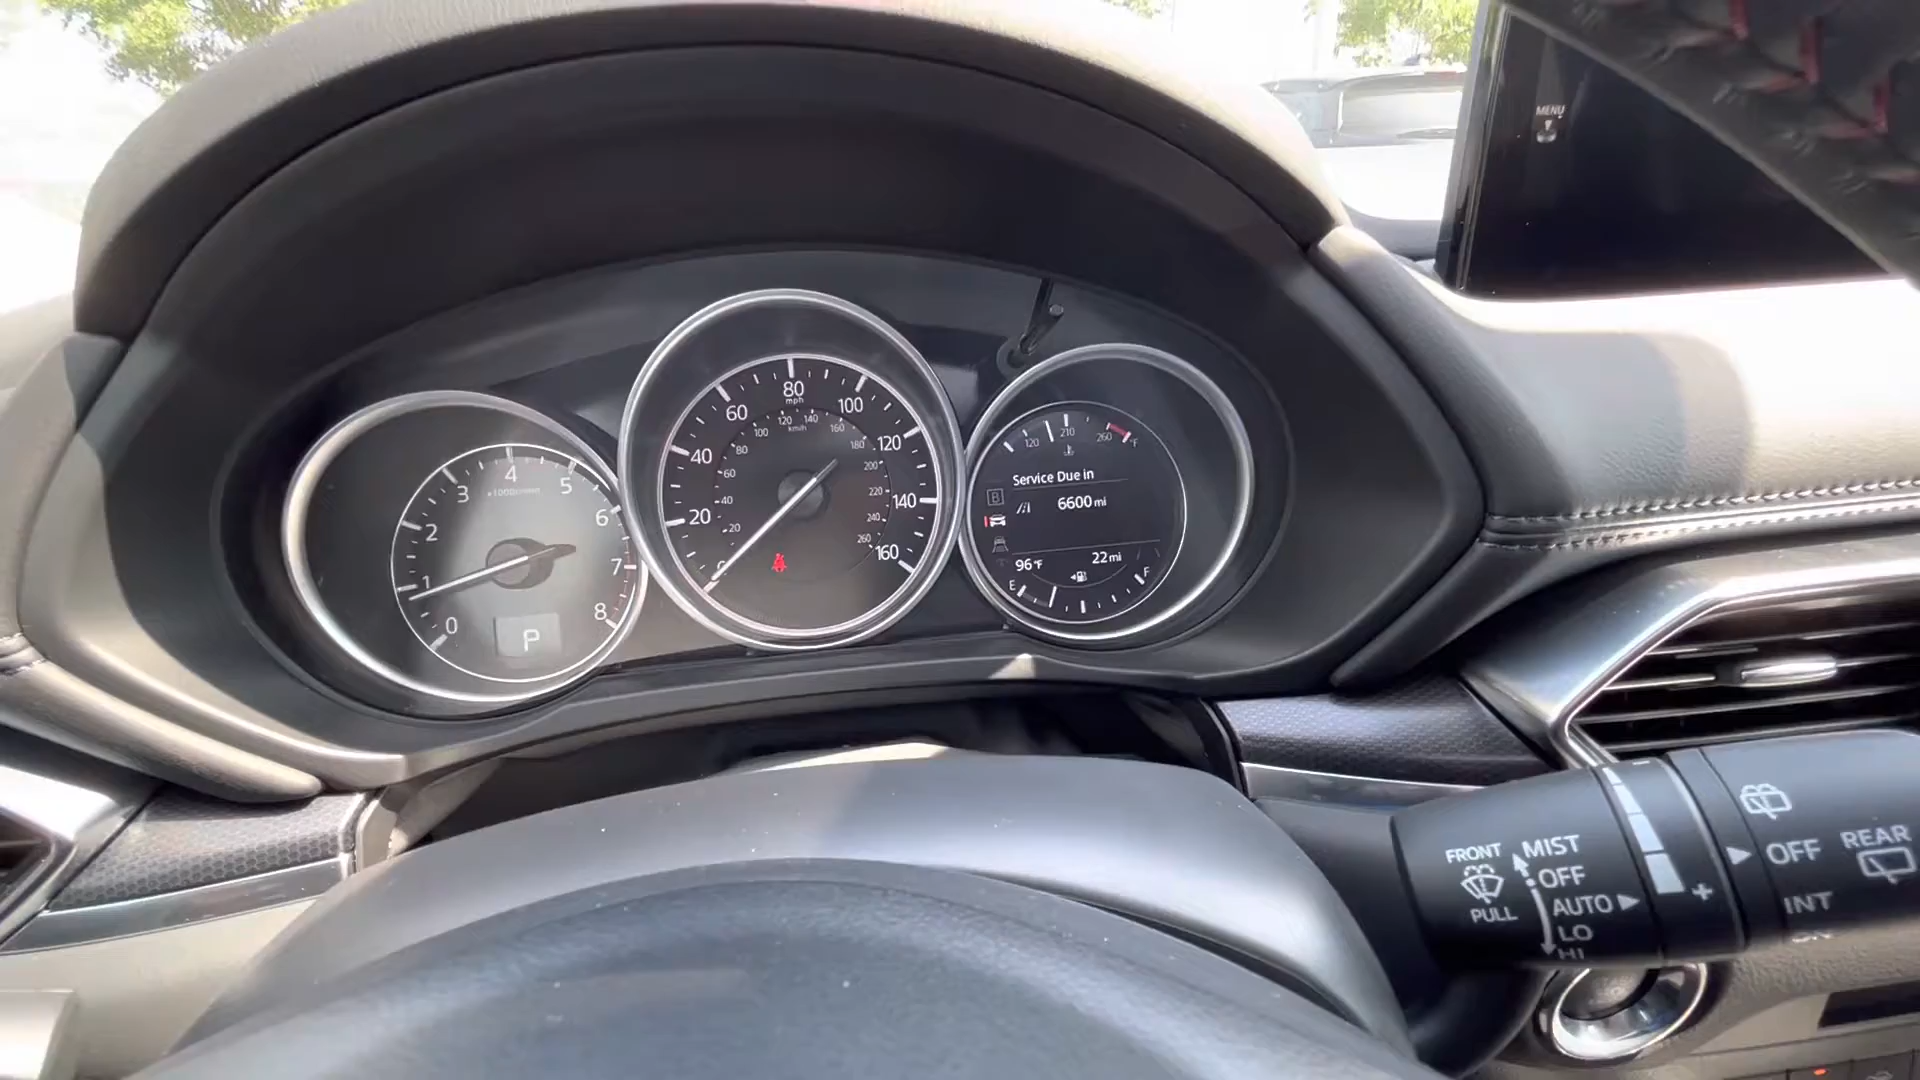 MENU
0
1
2
3
4
5
6
7
8
x1000r/min
P
20
40
60
80
mph
100
120
140
160
20
40
60
80
100
120
km/h
140
160
180
200
220
240
260
120
210
260
°F
Service Due in
B
6600 mi
96°F
22 mi
E
F
FRONT
PULL
MIST
OFF
AUTO
LO
HI
+
OFF
REAR
INT